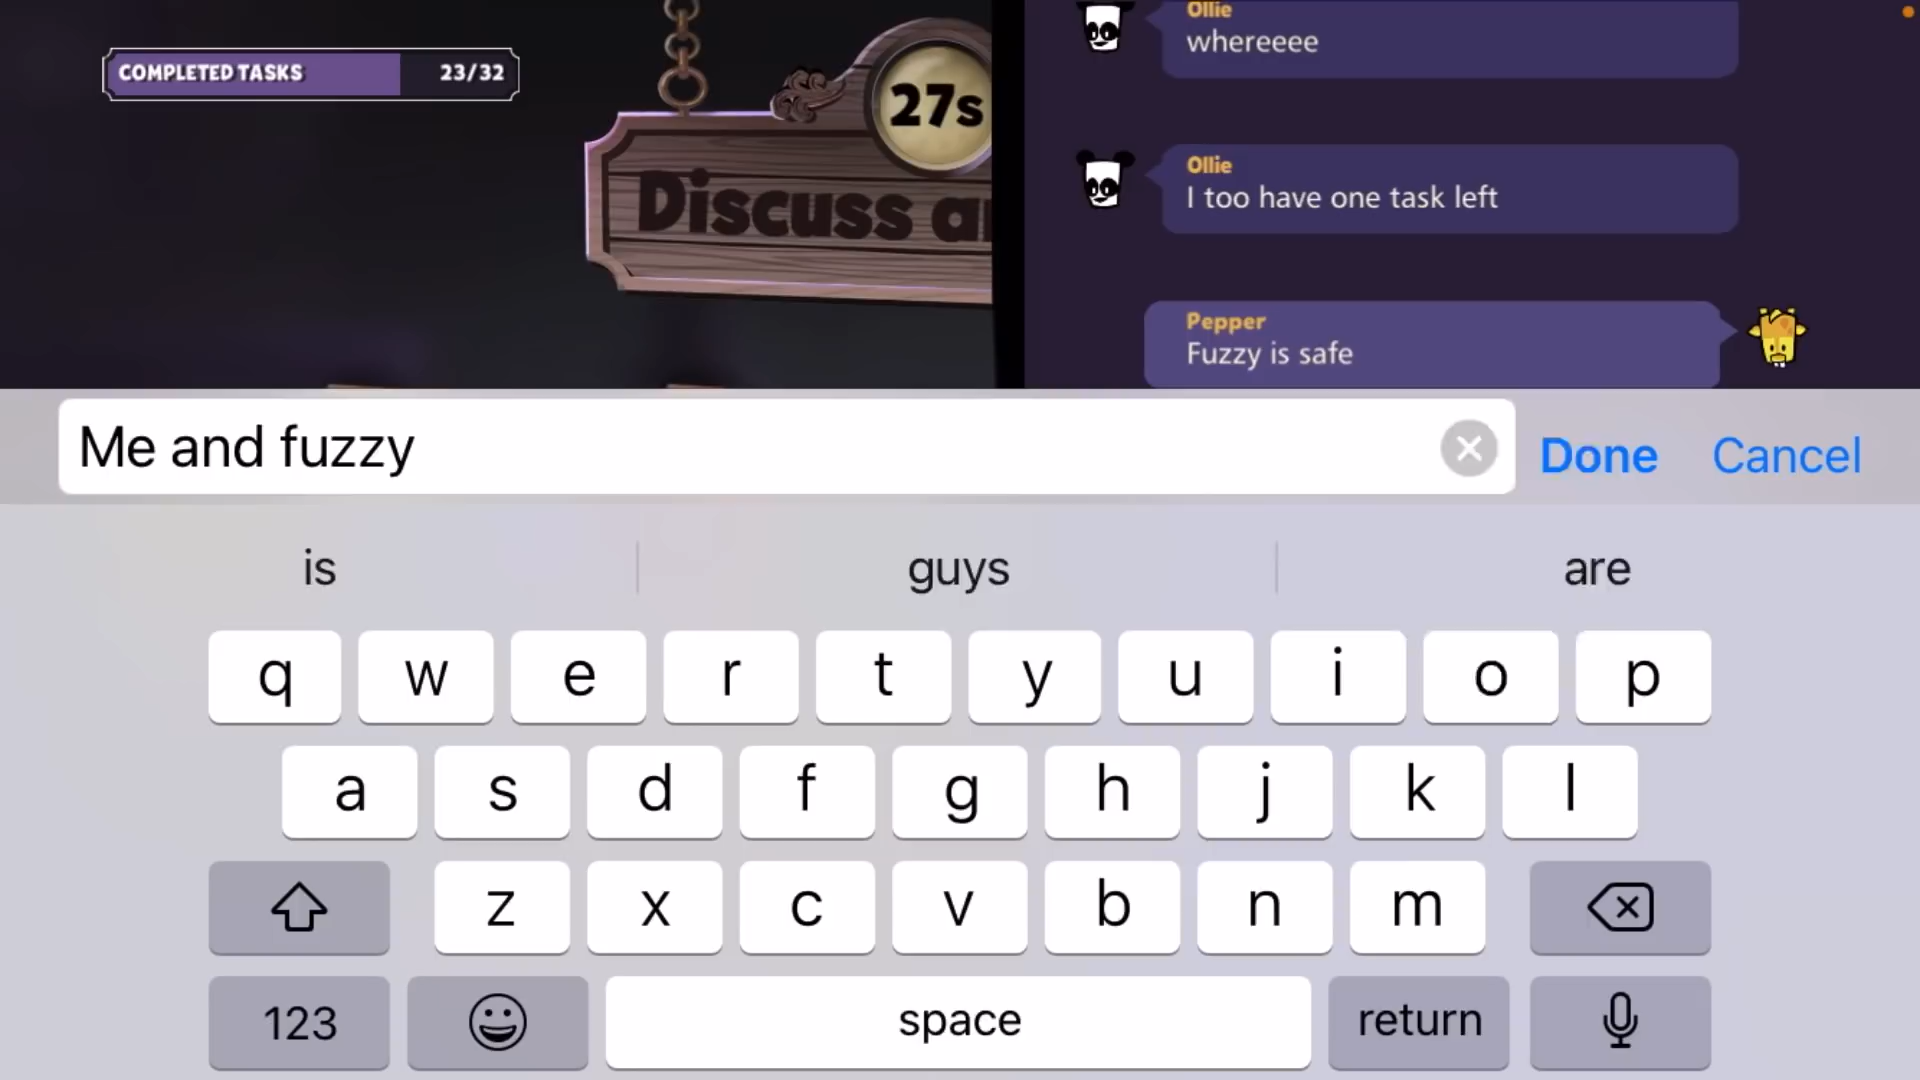 COMPLETED TASKS 23/32
27s
Discuss a
Ollie
whereeee
Ollie
I too have one task left
Pepper
Fuzzy is safe
Me and fuzzy
Done Cancel
is guys are
q w e r t y u i o p
a s d f g h j k l
z x c v b n m
123 space return